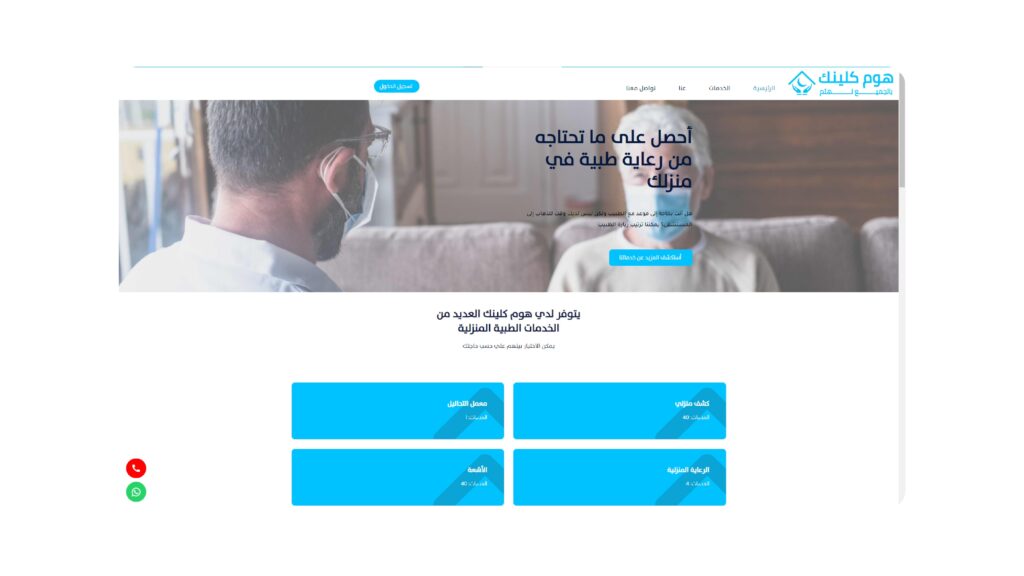 هوم كلينك
بالجميـــع نـهـــتم
الرئيسية
الخدمات
عنا
تواصل معنا
تسجيل الدخول
أحصل على ما تحتاجه
من رعاية طبية في
منزلك
هل أنت بحاجة إلى موعد مع الطبيب ولكن ليس لديك وقت للذهاب إلى
المستشفى؟ يمكننا ترتيب زيارة الطبيب
أستكشف المزيد عن خدماتنا
يتوفر لدي هوم كلينك العديد من
الخدمات الطبية المنزلية
يمكن الاختيار بينهم على حسب حاجتك
كشف منزلي
الخدمات: 40
معمل التحاليل
الخدمات: 1
الرعاية المنزلية
الخدمات: 4
الأشعة
الخدمات: 40